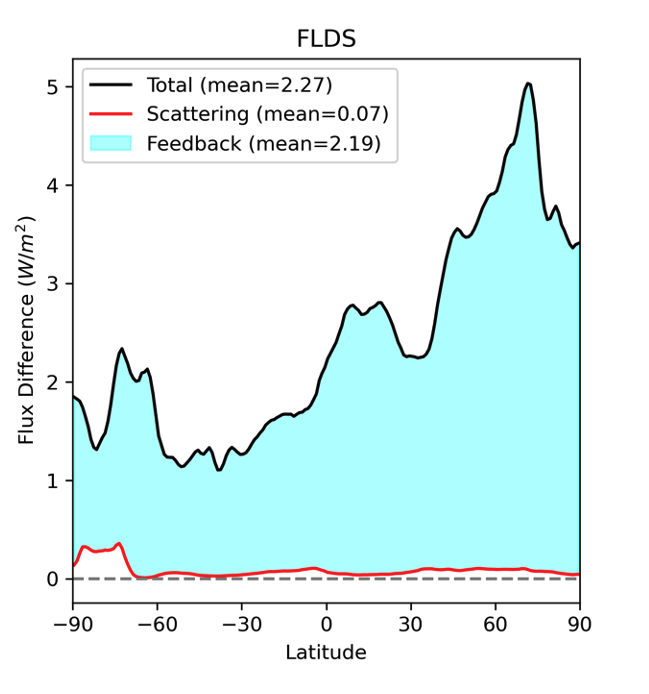 FLDS
Total (mean=2.27)
Scattering (mean=0.07)
Feedback (mean=2.19)
Flux Difference (W/m²)
5
4
3
2
1
0
−90 −60 −30 0 30 60 90
Latitude